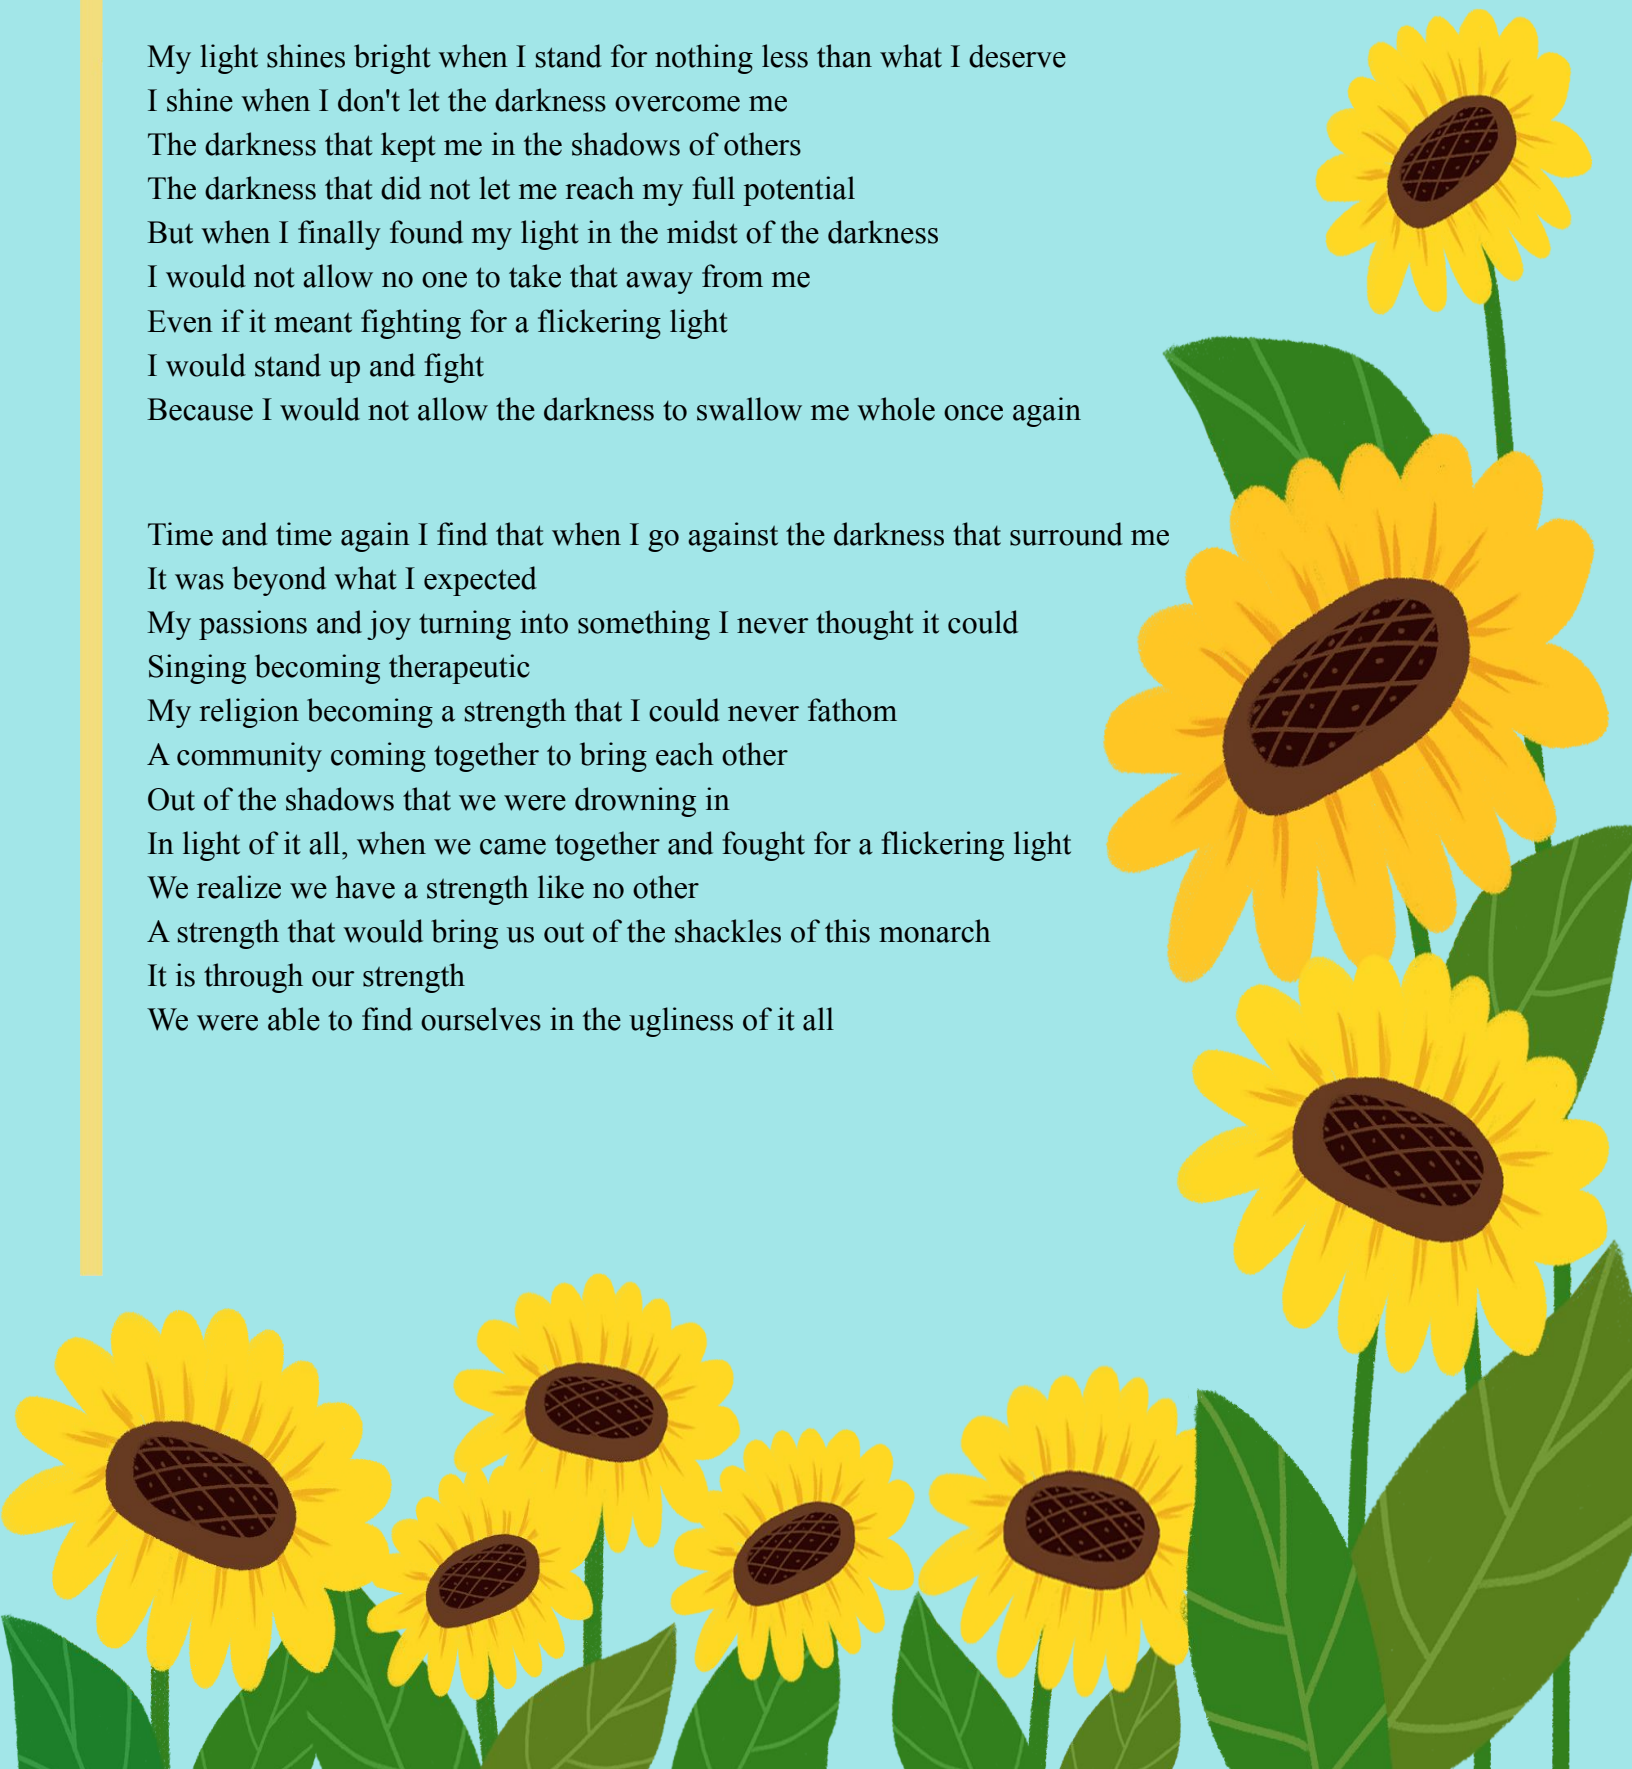 My light shines bright when I stand for nothing less than what I deserve
I shine when I don't let the darkness overcome me
The darkness that kept me in the shadows of others
The darkness that did not let me reach my full potential
But when I finally found my light in the midst of the darkness
I would not allow no one to take that away from me
Even if it meant fighting for a flickering light
I would stand up and fight
Because I would not allow the darkness to swallow me whole once again
Time and time again I find that when I go against the darkness that surround me
It was beyond what I expected
My passions and joy turning into something I never thought it could
Singing becoming therapeutic
My religion becoming a strength that I could never fathom
A community coming together to bring each other
Out of the shadows that we were drowning in
In light of it all, when we came together and fought for a flickering light
We realize we have a strength like no other
A strength that would bring us out of the shackles of this monarch
It is through our strength
We were able to find ourselves in the ugliness of it all